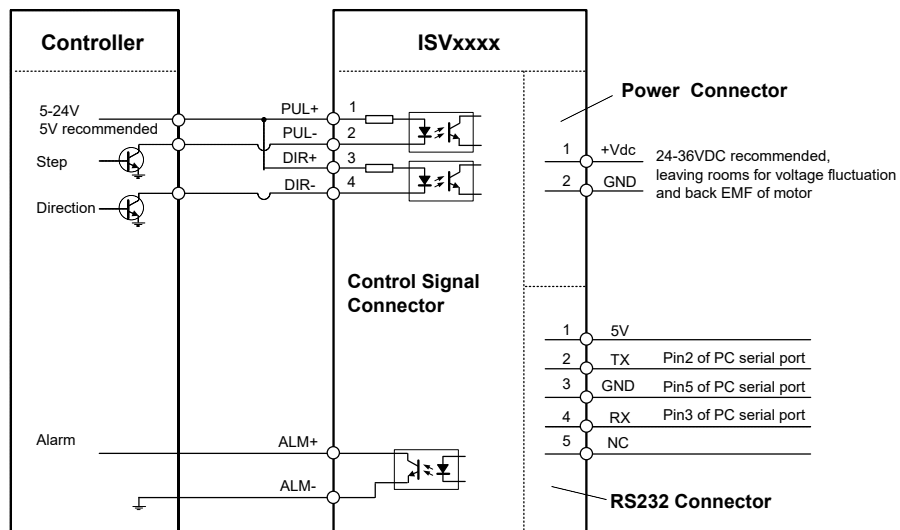 Controller
ISVxxxx
5-24V
5V recommended
Step
Direction
PUL+
1
PUL-
2
DIR+
3
DIR-
4
Power Connector
1
+Vdc
2
GND
24-36VDC recommended,
leaving rooms for voltage fluctuation
and back EMF of motor
Control Signal
Connector
1
5V
2
TX
Pin2 of PC serial port
3
GND
Pin5 of PC serial port
4
RX
Pin3 of PC serial port
5
NC
Alarm
ALM+
ALM-
RS232 Connector